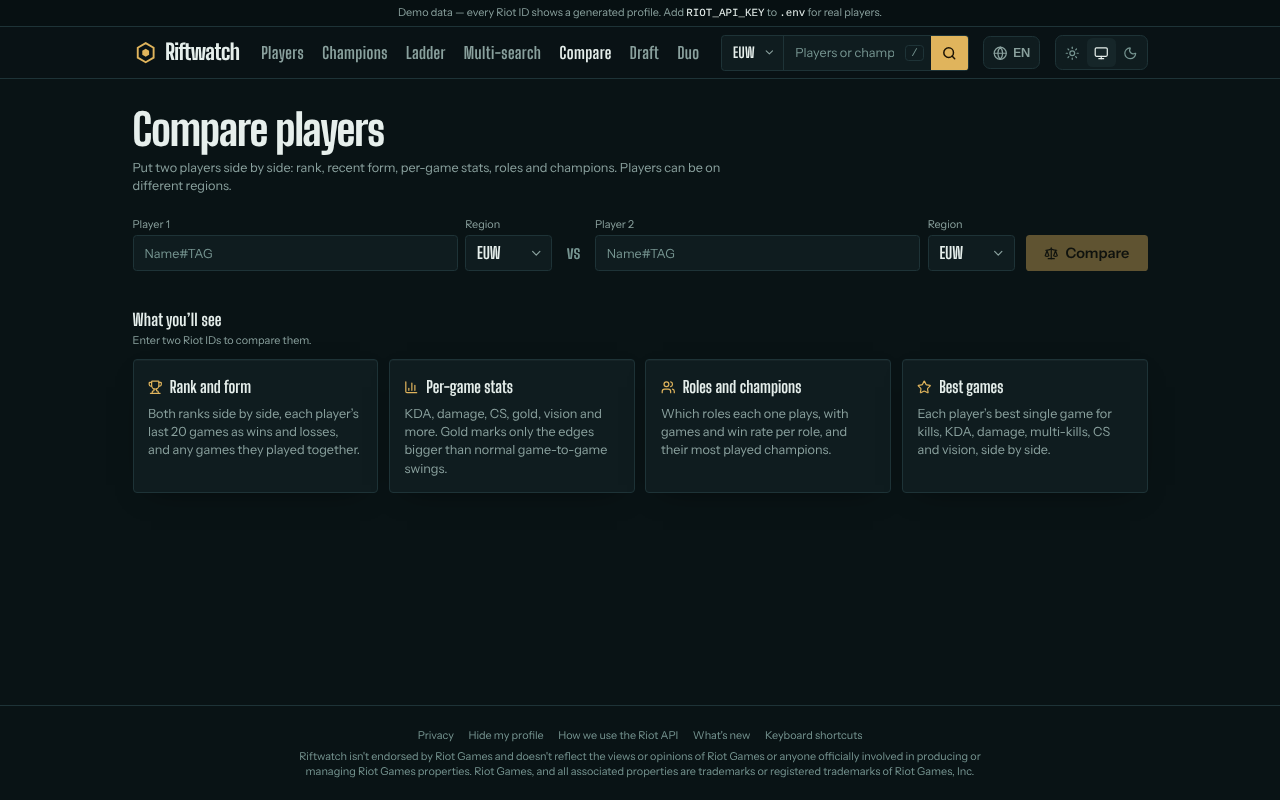 Demo data — every Riot ID shows a generated profile. Add RIOT_API_KEY to .env for real players.
Riftwatch Players Champions Ladder Multi-search Compare Draft Duo EUW Players or champ / EN
Compare players
Put two players side by side: rank, recent form, per-game stats, roles and champions. Players can be on
different regions.
Player 1 Region Player 2 Region
Name#TAG EUW VS Name#TAG EUW Compare
What you’ll see
Enter two Riot IDs to compare them.
Rank and form
Both ranks side by side, each player’s
last 20 games as wins and losses,
and any games they played together.
Per-game stats
KDA, damage, CS, gold, vision and
more. Gold marks only the edges
bigger than normal game-to-game
swings.
Roles and champions
Which roles each one plays, with
games and win rate per role, and
their most played champions.
Best games
Each player’s best single game for
kills, KDA, damage, multi-kills, CS
and vision, side by side.
Privacy Hide my profile How we use the Riot API What’s new Keyboard shortcuts
Riftwatch isn’t endorsed by Riot Games and doesn’t reflect the views or opinions of Riot Games or anyone officially involved in producing or
managing Riot Games properties. Riot Games, and all associated properties are trademarks or registered trademarks of Riot Games, Inc.